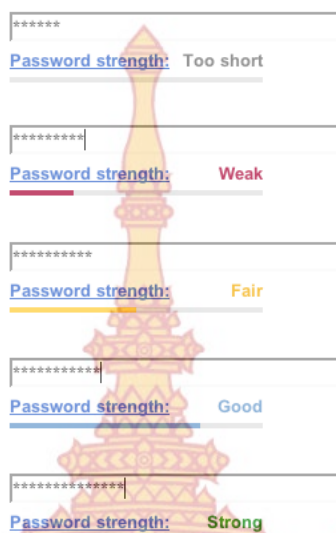 ******
Password strength: Too short
*********
Password strength: Weak
**********
Password strength: Fair
***********
Password strength: Good
**************
Password strength: Strong